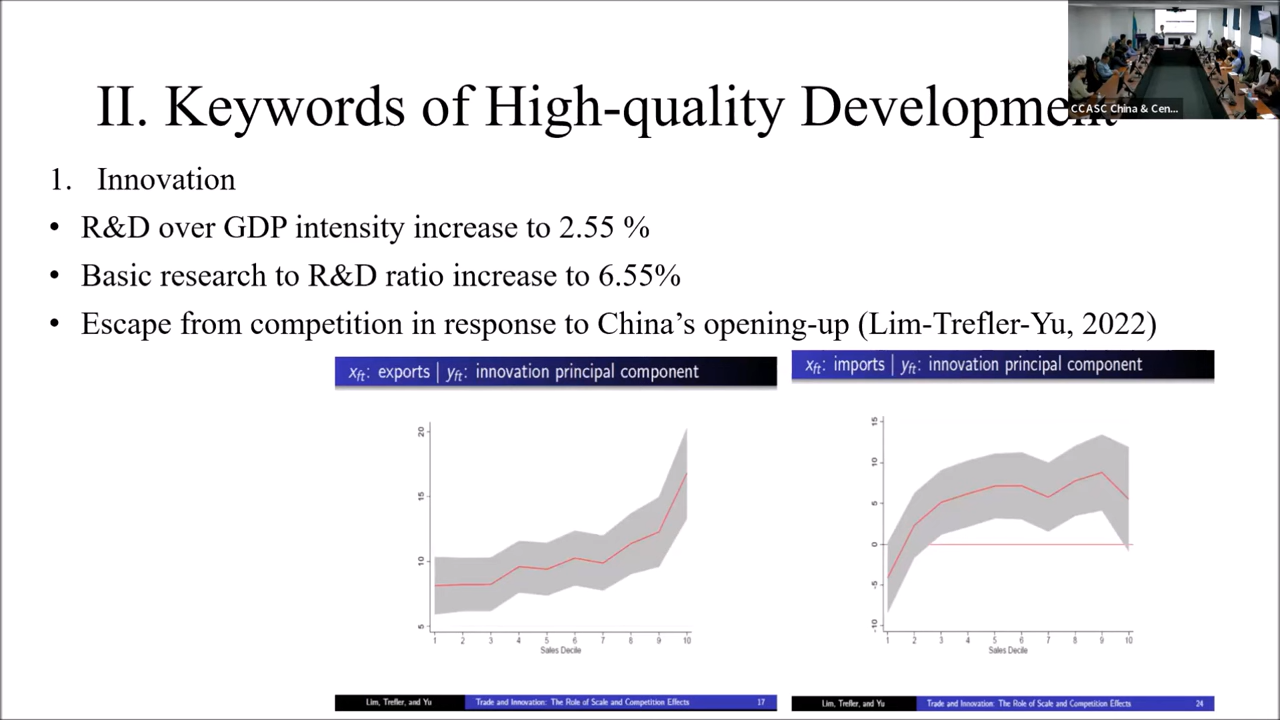 II. Keywords of High-quality Development
CCASC China & Cen...
1. Innovation
• R&D over GDP intensity increase to 2.55 %
• Basic research to R&D ratio increase to 6.55%
• Escape from competition in response to China's opening-up (Lim-Trefler-Yu, 2022)
xft: exports | yft: innovation principal component
20
15
10
5
1 2 3 4 5 6 7 8 9 10
Sales Decile
Lim, Trefler, and Yu Trade and Innovation: The Role of Scale and Competition Effects 17
xft: imports | yft: innovation principal component
15
10
5
0
-5
-10
1 2 3 4 5 6 7 8 9 10
Sales Decile
Lim, Trefler, and Yu Trade and Innovation: The Role of Scale and Competition Effects 24